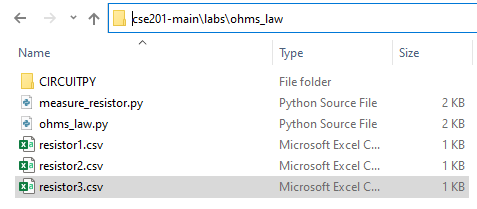 cse201-main\labs\ohms_law
Name Type Size
CIRCUITPY File folder
measure_resistor.py Python Source File 2 KB
ohms_law.py Python Source File 2 KB
resistor1.csv Microsoft Excel C... 1 KB
resistor2.csv Microsoft Excel C... 1 KB
resistor3.csv Microsoft Excel C... 1 KB